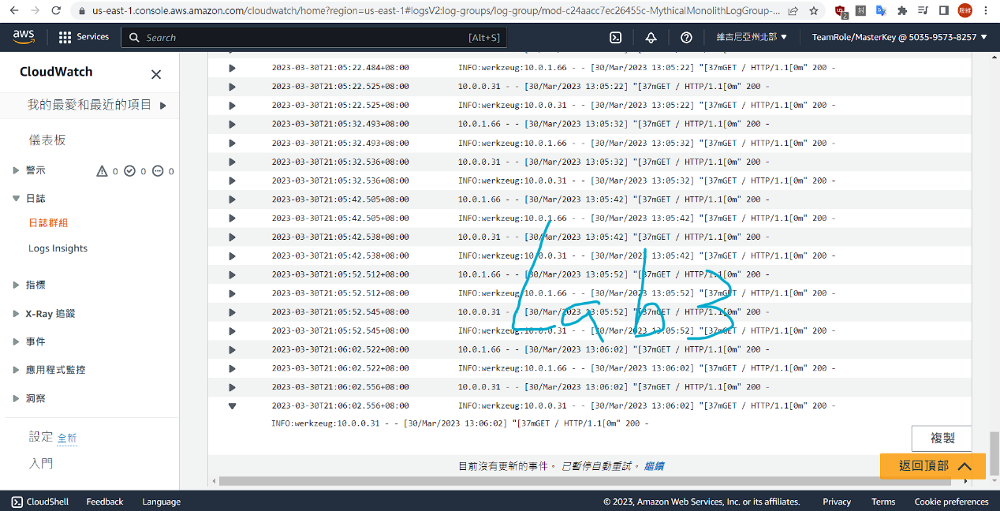 us-east-1.console.aws.amazon.com/cloudwatch/home?region=us-east-1#logsV2:log-groups/log-group/mod-c24aacc7ec26455c-MythicalMonolithLogGroup-...
aws Services Search [Alt+S] 維吉尼亞州北部 ▼ TeamRole/MasterKey @ 5035-9573-8257 ▼
CloudWatch
我的最愛和最近的項目
儀表板
警示 0 0 0
日誌
日誌群組
Logs Insights
指標
X-Ray 追蹤
事件
應用程式監控
洞察
設定 全新
入門
2023-03-30T21:05:22.484+08:00 INFO:werkzeug:10.0.1.66 - - [30/Mar/2023 13:05:22] "[37mGET / HTTP/1.1[0m" 200 -
2023-03-30T21:05:22.525+08:00 10.0.0.31 - - [30/Mar/2023 13:05:22] "[37mGET / HTTP/1.1[0m" 200 -
2023-03-30T21:05:22.525+08:00 INFO:werkzeug:10.0.0.31 - - [30/Mar/2023 13:05:22] "[37mGET / HTTP/1.1[0m" 200 -
2023-03-30T21:05:32.493+08:00 10.0.1.66 - - [30/Mar/2023 13:05:32] "[37mGET / HTTP/1.1[0m" 200 -
2023-03-30T21:05:32.493+08:00 INFO:werkzeug:10.0.1.66 - - [30/Mar/2023 13:05:32] "[37mGET / HTTP/1.1[0m" 200 -
2023-03-30T21:05:32.536+08:00 10.0.0.31 - - [30/Mar/2023 13:05:32] "[37mGET / HTTP/1.1[0m" 200 -
2023-03-30T21:05:32.536+08:00 INFO:werkzeug:10.0.0.31 - - [30/Mar/2023 13:05:32] "[37mGET / HTTP/1.1[0m" 200 -
2023-03-30T21:05:42.505+08:00 10.0.1.66 - - [30/Mar/2023 13:05:42] "[37mGET / HTTP/1.1[0m" 200 -
2023-03-30T21:05:42.505+08:00 INFO:werkzeug:10.0.1.66 - - [30/Mar/2023 13:05:42] "[37mGET / HTTP/1.1[0m" 200 -
2023-03-30T21:05:42.538+08:00 10.0.0.31 - - [30/Mar/2023 13:05:42] "[37mGET / HTTP/1.1[0m" 200 -
2023-03-30T21:05:42.538+08:00 INFO:werkzeug:10.0.0.31 - - [30/Mar/2023 13:05:42] "[37mGET / HTTP/1.1[0m" 200 -
2023-03-30T21:05:52.512+08:00 10.0.1.66 - - [30/Mar/2023 13:05:52] "[37mGET / HTTP/1.1[0m" 200 -
2023-03-30T21:05:52.512+08:00 INFO:werkzeug:10.0.1.66 - - [30/Mar/2023 13:05:52] "[37mGET / HTTP/1.1[0m" 200 -
2023-03-30T21:05:52.545+08:00 10.0.0.31 - - [30/Mar/2023 13:05:52] "[37mGET / HTTP/1.1[0m" 200 -
2023-03-30T21:05:52.545+08:00 INFO:werkzeug:10.0.0.31 - - [30/Mar/2023 13:05:52] "[37mGET / HTTP/1.1[0m" 200 -
2023-03-30T21:06:02.522+08:00 10.0.1.66 - - [30/Mar/2023 13:06:02] "[37mGET / HTTP/1.1[0m" 200 -
2023-03-30T21:06:02.522+08:00 INFO:werkzeug:10.0.1.66 - - [30/Mar/2023 13:06:02] "[37mGET / HTTP/1.1[0m" 200 -
2023-03-30T21:06:02.556+08:00 10.0.0.31 - - [30/Mar/2023 13:06:02] "[37mGET / HTTP/1.1[0m" 200 -
2023-03-30T21:06:02.556+08:00 INFO:werkzeug:10.0.0.31 - - [30/Mar/2023 13:06:02] "[37mGET / HTTP/1.1[0m" 200 -
INFO:werkzeug:10.0.0.31 - - [30/Mar/2023 13:06:02] "[37mGET / HTTP/1.1[0m" 200 -
Lab3
複製
目前沒有更新的事件。 已暫停自動重試。 繼續
返回頂部
CloudShell Feedback Language © 2023, Amazon Web Services, Inc. or its affiliates. Privacy Terms Cookie preferences